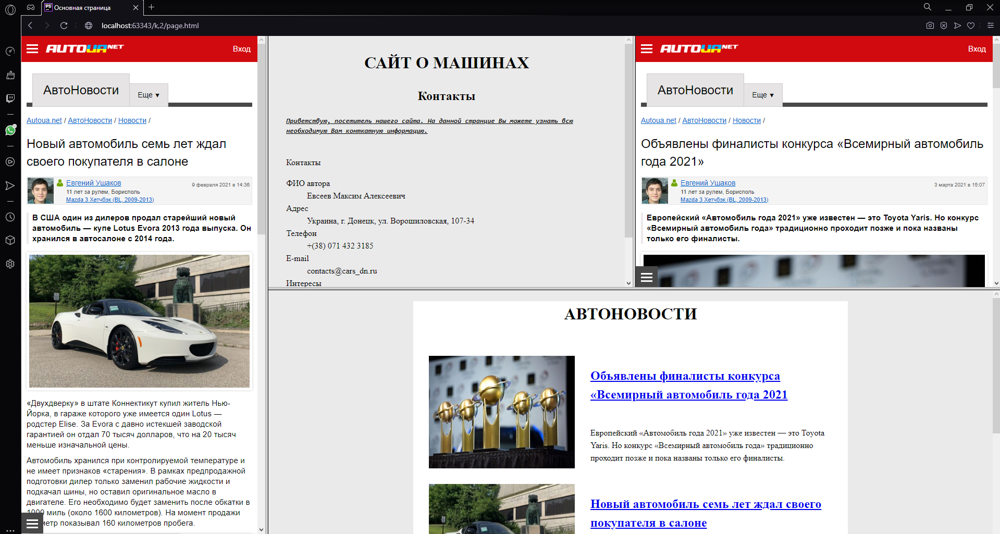 Основная страница
localhost:63343/k,2/page.html
AUTOUA NET
Вход
АвтоНовости
Еще ▾
Autoua.net / АвтоНовости / Новости /
Новый автомобиль семь лет ждал
своего покупателя в салоне
Евгений Ушаков
9 февраля 2021 в 14:36
11 лет за рулем, Борисполь
Mazda 3 Хетчбэк (BL, 2009-2013)
В США один из дилеров продал старейший новый
автомобиль — купе Lotus Evora 2013 года выпуска. Он
хранился в автосалоне с 2014 года.
«Двухдверку» в штате Коннектикут купил житель Нью-
Йорка, в гараже которого уже имеется один Lotus —
родстер Elise. За Evora с давно истекшей заводской
гарантией он отдал 70 тысяч долларов, что на 20 тысяч
меньше изначальной цены.
Автомобиль хранился при контролируемой температуре и
не имеет признаков «старения». В рамках предпродажной
подготовки дилер только заменил рабочие жидкости и
подкачал шины, но оставил оригинальное масло в
двигателе. Его необходимо будет заменить после обкатки в
1000 миль (около 1600 километров). На момент продажи
метр показывал 160 километров пробега.
САЙТ О МАШИНАХ
Контакты
Приветствую, посетитель нашего сайта. На данной странцие Вы можете узнать всю
необходимую Вам конткатную информацию.
Контакты
ФИО автора
Евсеев Максим Алексеевич
Адрес
Украина, г. Донецк, ул. Ворошиловская, 107-34
Телефон
+(38) 071 432 3185
E-mail
contacts@cars_dn.ru
Интересы
AUTOUA NET
Вход
АвтоНовости
Еще ▾
Autoua.net / АвтоНовости / Новости /
Объявлены финалисты конкурса «Всемирный автомобиль
года 2021»
Евгений Ушаков
3 марта 2021 в 15:07
11 лет за рулем, Борисполь
Mazda 3 Хетчбэк (BL, 2009-2013)
Европейский «Автомобиль года 2021» уже известен — это Toyota Yaris. Но конкурс
«Всемирный автомобиль года» традиционно проходит позже и пока названы
только его финалисты.
АВТОНОВОСТИ
Объявлены финалисты конкурса
«Всемирный автомобиль года 2021
Европейский «Автомобиль года 2021» уже известен — это Toyota
Yaris. Но конкурс «Всемирный автомобиль года» традиционно
проходит позже и пока названы только его финалисты.
Новый автомобиль семь лет ждал своего
покупателя в салоне